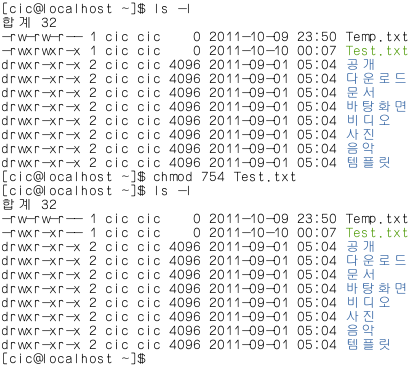 [cic@localhost ~]$ ls -l
합계 32
-rw-rw-r-- 1 cic cic    0 2011-10-09 23:50 Temp.txt
-rwxrwxr-x 1 cic cic    0 2011-10-10 00:07 Test.txt
drwxr-xr-x 2 cic cic 4096 2011-09-01 05:04 공개
drwxr-xr-x 2 cic cic 4096 2011-09-01 05:04 다운로드
drwxr-xr-x 2 cic cic 4096 2011-09-01 05:04 문서
drwxr-xr-x 2 cic cic 4096 2011-09-01 05:04 바탕화면
drwxr-xr-x 2 cic cic 4096 2011-09-01 05:04 비디오
drwxr-xr-x 2 cic cic 4096 2011-09-01 05:04 사진
drwxr-xr-x 2 cic cic 4096 2011-09-01 05:04 음악
drwxr-xr-x 2 cic cic 4096 2011-09-01 05:04 템플릿
[cic@localhost ~]$ chmod 754 Test.txt
[cic@localhost ~]$ ls -l
합계 32
-rw-rw-r-- 1 cic cic    0 2011-10-09 23:50 Temp.txt
-rwxr-xr-- 1 cic cic    0 2011-10-10 00:07 Test.txt
drwxr-xr-x 2 cic cic 4096 2011-09-01 05:04 공개
drwxr-xr-x 2 cic cic 4096 2011-09-01 05:04 다운로드
drwxr-xr-x 2 cic cic 4096 2011-09-01 05:04 문서
drwxr-xr-x 2 cic cic 4096 2011-09-01 05:04 바탕화면
drwxr-xr-x 2 cic cic 4096 2011-09-01 05:04 비디오
drwxr-xr-x 2 cic cic 4096 2011-09-01 05:04 사진
drwxr-xr-x 2 cic cic 4096 2011-09-01 05:04 음악
drwxr-xr-x 2 cic cic 4096 2011-09-01 05:04 템플릿
[cic@localhost ~]$